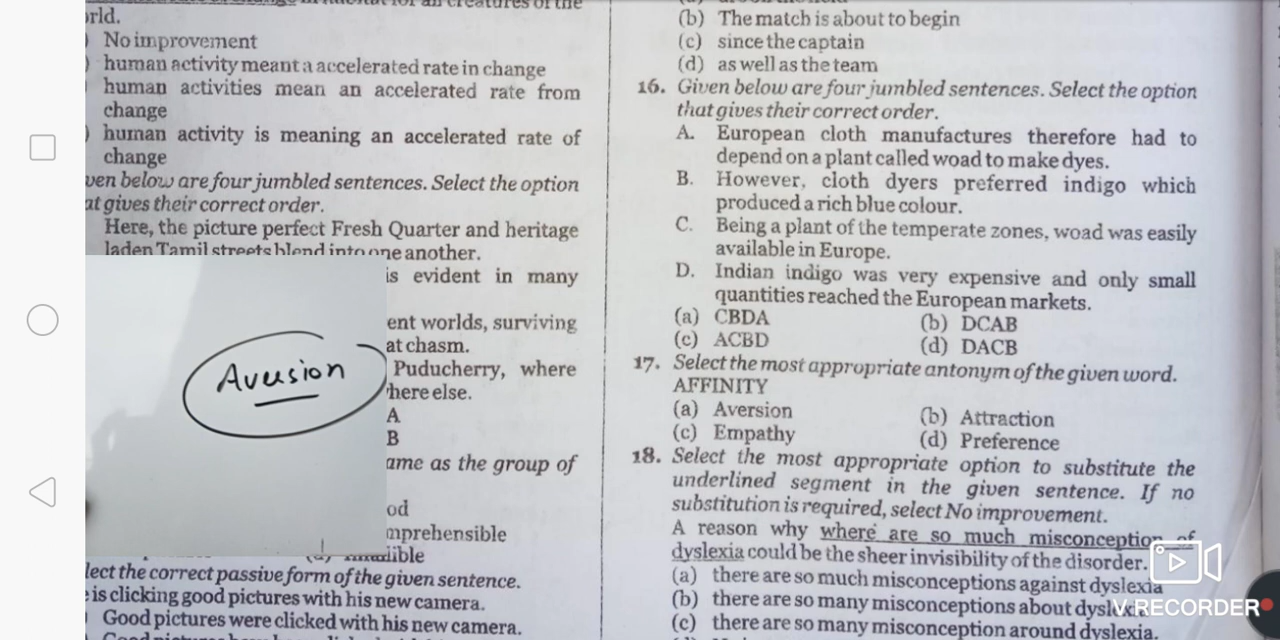 orld.
) No improvement
) human activity meant a accelerated rate in change
human activities mean an accelerated rate from
change
) human activity is meaning an accelerated rate of
change
ven below are four jumbled sentences. Select the option
at gives their correct order.
Here, the picture perfect Fresh Quarter and heritage
laden Tamil streets blend into one another.
is evident in many
ent worlds, surviving
at chasm.
Puducherry, where
here else.
A
B
ame as the group of
od
mprehensible
dible
lect the correct passive form of the given sentence.
e is clicking good pictures with his new camera.
Good pictures were clicked with his new camera.
Aversion
(b) The match is about to begin
(c) since the captain
(d) as well as the team
16. Given below are four jumbled sentences. Select the option
that gives their correct order.
A. European cloth manufactures therefore had to
depend on a plant called woad to make dyes.
B. However, cloth dyers preferred indigo which
produced a rich blue colour.
C. Being a plant of the temperate zones, woad was easily
available in Europe.
D. Indian indigo was very expensive and only small
quantities reached the European markets.
(a) CBDA (b) DCAB
(c) ACBD (d) DACB
17. Select the most appropriate antonym of the given word.
AFFINITY
(a) Aversion (b) Attraction
(c) Empathy (d) Preference
18. Select the most appropriate option to substitute the
underlined segment in the given sentence. If no
substitution is required, select No improvement.
A reason why where are so much misconception of
dyslexia could be the sheer invisibility of the disorder.
(a) there are so much misconceptions against dyslexia
(b) there are so many misconceptions about dyslexia
(c) there are so many misconception around dyslexia
V.RECORDER